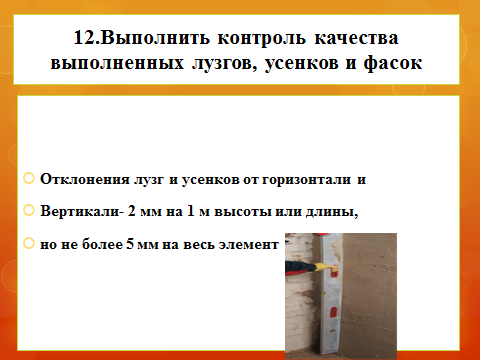 12.Выполнить контроль качества
выполненных лузгов, усенков и фасок
Отклонения лузг и усенков от горизонтали и
Вертикали- 2 мм на 1 м высоты или длины,
но не более 5 мм на весь элемент